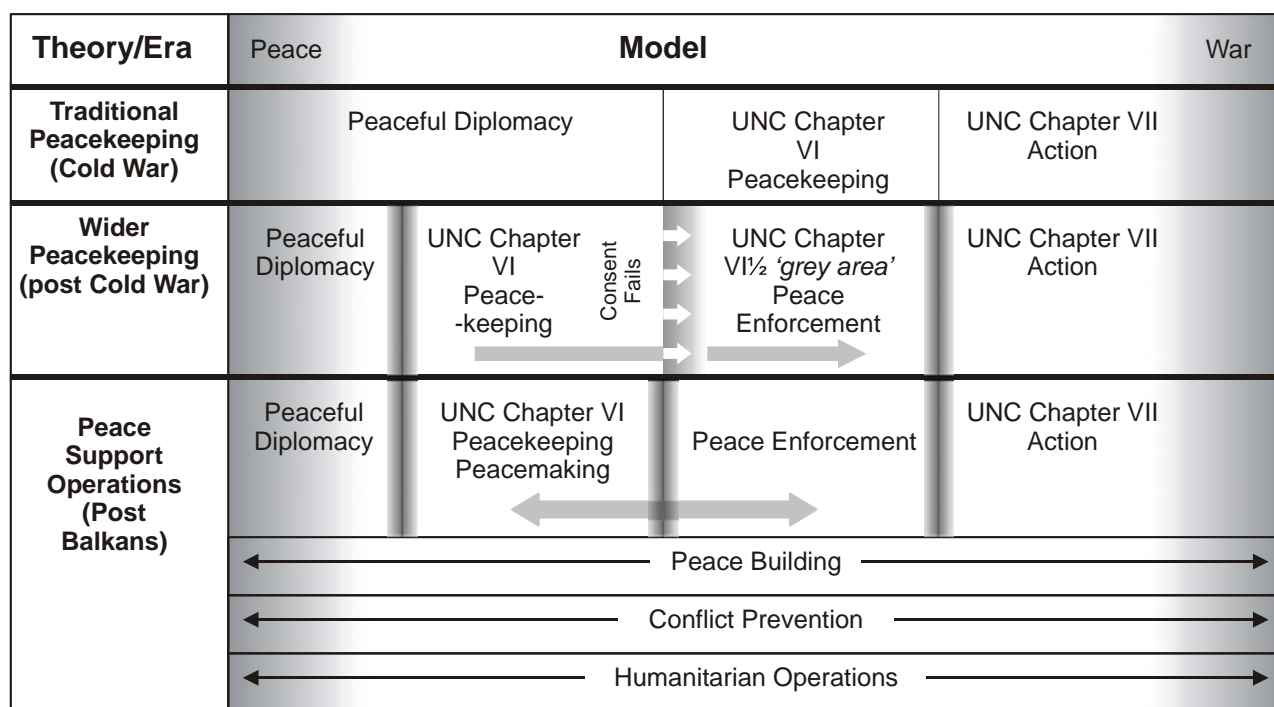 Theory/Era
Peace
Model
War
Traditional
Peacekeeping
(Cold War)
Peaceful Diplomacy
UNC Chapter
VI
Peacekeeping
UNC Chapter VII
Action
Wider
Peacekeeping
(post Cold War)
Peaceful
Diplomacy
UNC Chapter
VI
Peace-
-keeping
Consent
Fails
UNC Chapter
VI½ ‘grey area’
Peace
Enforcement
UNC Chapter VII
Action
Peace
Support
Operations
(Post
Balkans)
Peaceful
Diplomacy
UNC Chapter VI
Peacekeeping
Peacemaking
Peace Enforcement
UNC Chapter VII
Action
Peace Building
Conflict Prevention
Humanitarian Operations